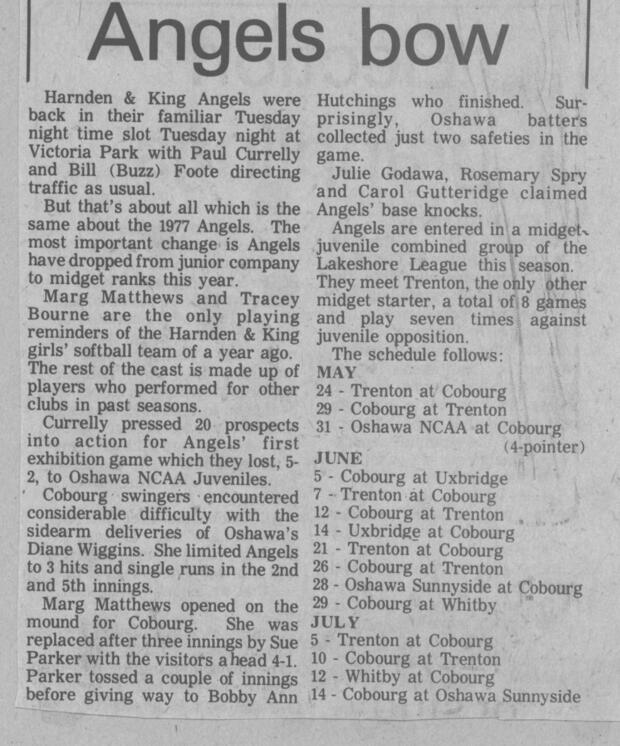 Angels bow
Harnden & King Angels were
back in their familiar Tuesday
night time slot Tuesday night at
Victoria Park with Paul Currelly
and Bill (Buzz) Foote directing
traffic as usual.
But that's about all which is the
same about the 1977 Angels. The
most important change is Angels
have dropped from junior company
to midget ranks this year.
Marg Matthews and Tracey
Bourne are the only playing
reminders of the Harnden & King
girls' softball team of a year ago.
The rest of the cast is made up of
players who performed for other
clubs in past seasons.
Currelly pressed 20 prospects
into action for Angels' first
exhibition game which they lost, 5-
2, to Oshawa NCAA Juveniles.
Cobourg swingers encountered
considerable difficulty with the
sidearm deliveries of Oshawa's
Diane Wiggins. She limited Angels
to 3 hits and single runs in the 2nd
and 5th innings.
Marg Matthews opened on the
mound for Cobourg. She was
replaced after three innings by Sue
Parker with the visitors ahead 4-1.
Parker tossed a couple of innings
before giving way to Bobby Ann
Hutchings who finished. Sur-
prisingly, Oshawa batters
collected just two safeties in the
game.
Julie Godawa, Rosemary Spry
and Carol Gutteridge claimed
Angels' base knocks.
Angels are entered in a midget-
juvenile combined group of the
Lakeshore League this season.
They meet Trenton, the only other
midget starter, a total of 8 games
and play seven times against
juvenile opposition.
The schedule follows:
MAY
24 - Trenton at Cobourg
29 - Cobourg at Trenton
31 - Oshawa NCAA at Cobourg
(4-pointer)
JUNE
5 - Cobourg at Uxbridge
7 - Trenton at Cobourg
12 - Cobourg at Trenton
14 - Uxbridge at Cobourg
21 - Trenton at Cobourg
26 - Cobourg at Trenton
28 - Oshawa Sunnyside at Cobourg
29 - Cobourg at Whitby
JULY
5 - Trenton at Cobourg
10 - Cobourg at Trenton
12 - Whitby at Cobourg
14 - Cobourg at Oshawa Sunnyside